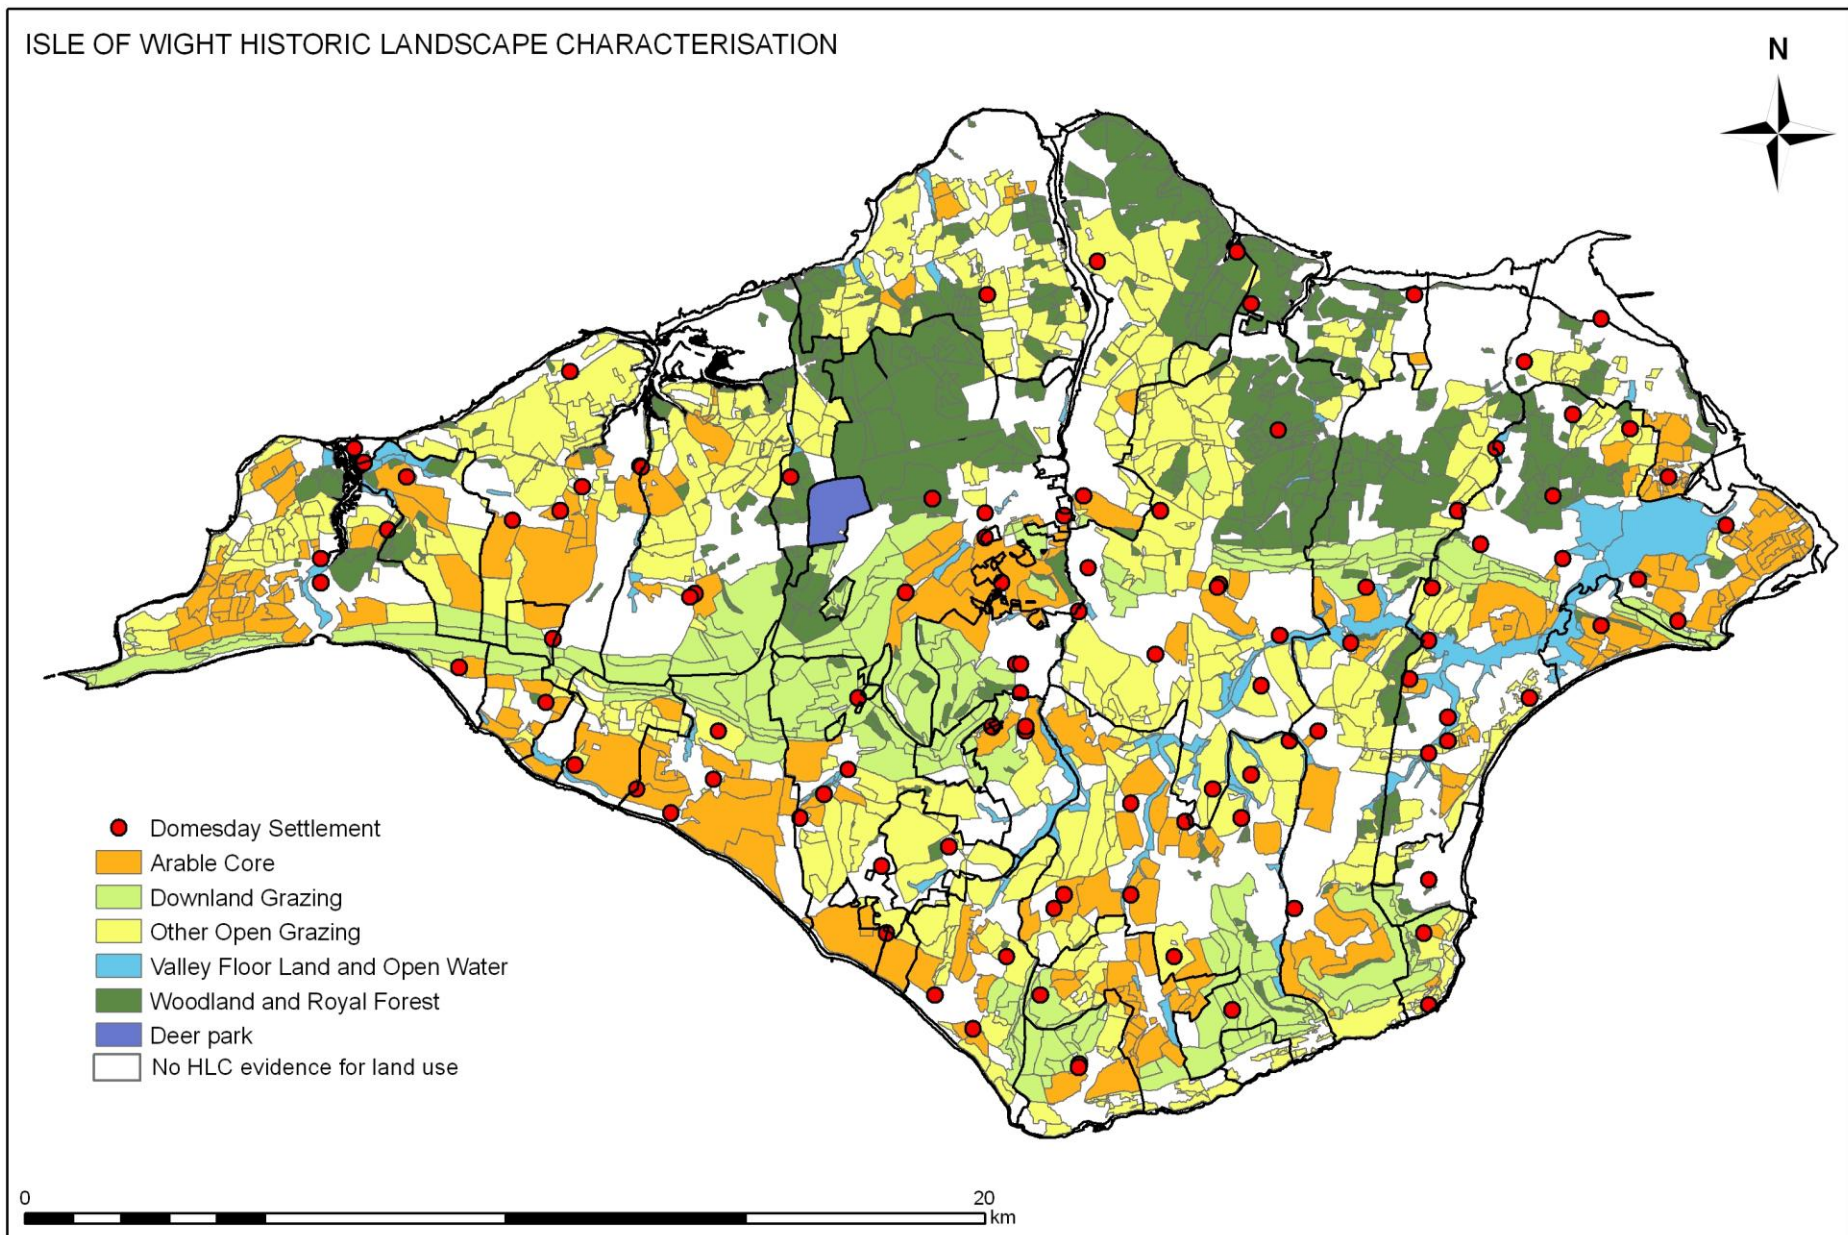 ISLE OF WIGHT HISTORIC LANDSCAPE CHARACTERISATION
N
Domesday Settlement
Arable Core
Downland Grazing
Other Open Grazing
Valley Floor Land and Open Water
Woodland and Royal Forest
Deer park
No HLC evidence for land use
0 20
km